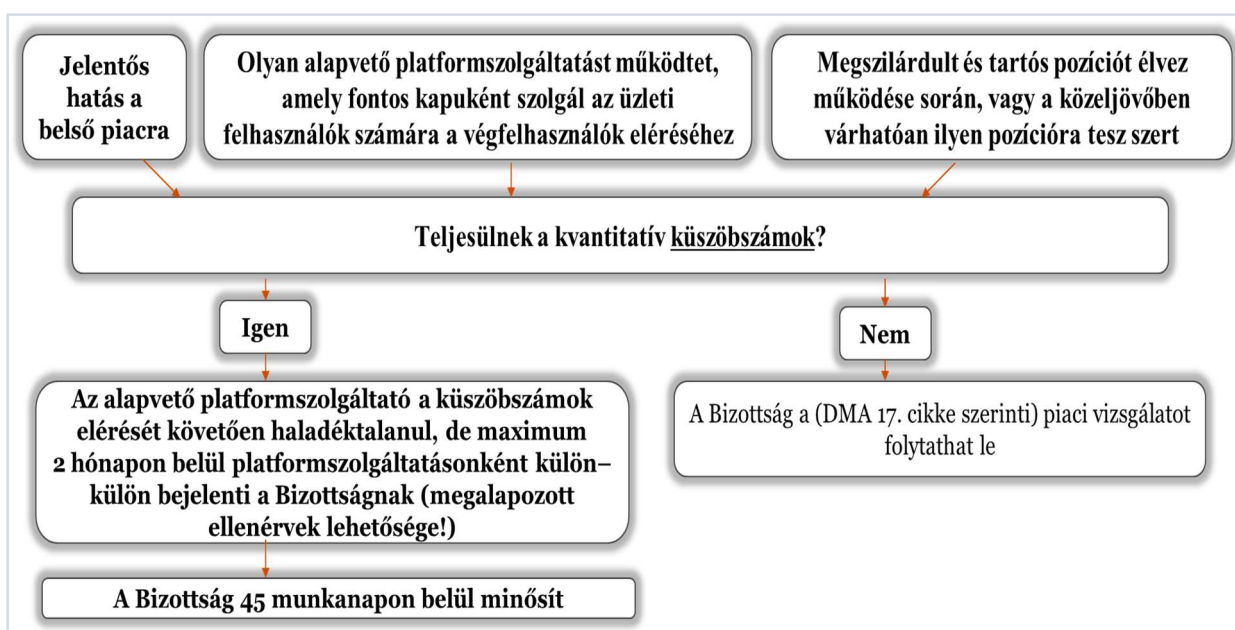 Jelentős
hatás a
belső piacra
Olyan alapvető platformszolgáltatást működtet,
amely fontos kapuként szolgál az üzleti
felhasználók számára a végfelhasználók eléréséhez
Megszilárdult és tartós pozíciót élvez
működése során, vagy a közeljövőben
várhatóan ilyen pozícióra tesz szert
Teljesülnek a kvantitatív küszöbszámok?
Igen
Nem
Az alapvető platformszolgáltató a küszöbszámok
elérését követően haladéktalanul, de maximum
2 hónapon belül platformszolgáltatásonként külön–
külön bejelenti a Bizottságnak (megalapozott
ellenérvek lehetősége!)
A Bizottság a (DMA 17. cikke szerinti) piaci vizsgálatot
folytathat le
A Bizottság 45 munkanapon belül minősít